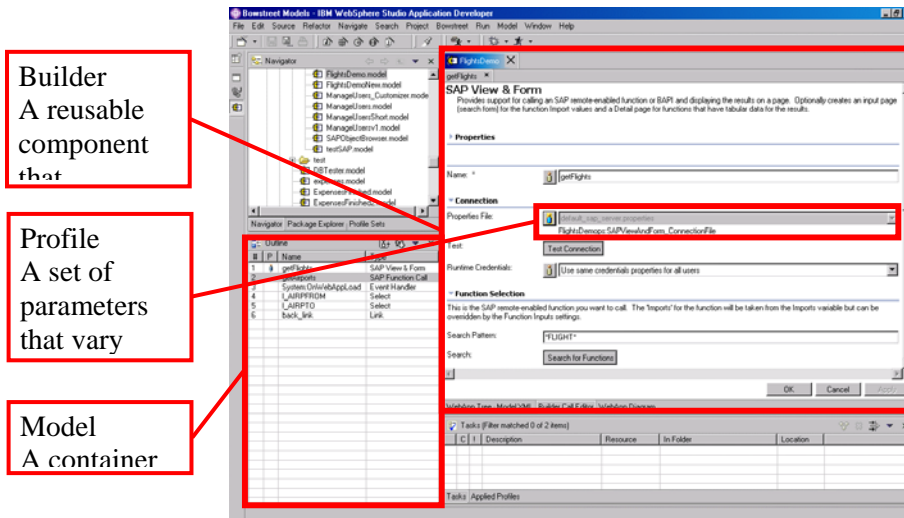 Bowstreet Models - IBM WebSphere Studio Application Developer
File Edit Source Refactor Navigate Search Project Bowstreet Run Model Window Help
Builder
A reusable
component
that
Profile
A set of
parameters
that vary
Model
A container
Navigator
FlightsDemo.model
FlightsDemoNew.model
ManageUsers_Customizer.mode
ManageUsers.model
ManageUsersShort.model
ManageUsersv1.model
SAPObjectBrowser.model
testSAP.model
test
DBTester.model
expenses.model
ExpensesFinished.model
ExpensesFinished2.model
Navigator Package Explorer Profile Sets
Outline
# P Name Type
1 getFlights SAP View & Form
2 getAirports SAP Function Call
3 System.OnWebAppLoad Event Handler
4 I_AIRPFROM Select
5 I_AIRPTO Select
6 back_link Link
FlightsDemo
getFlights
SAP View & Form
Provides support for calling an SAP remote-enabled function or BAPI and displaying the results on a page. Optionally creates an input page
(search form) for the function Import values and a Detail page for functions that have tabular data for the results.
Properties
Name: * getFlights
Connection
Properties File: default_sap_server.properties
FlightsDemops:SAPViewAndForm_ConnectionFile
Test: Test Connection
Runtime Credentials: Use same credentials properties for all users
Function Selection
This is the SAP remote-enabled function you want to call. The 'Imports' for the function will be taken from the Imports variable but can be
overridden by the Function Inputs settings.
Search Pattern: *FLIGHT*
Search: Search for Functions
OK Cancel Apply
WebApp Tree Model XML Builder Call Editor WebApp Diagram
Tasks (Filter matched 0 of 2 items)
C ! Description Resource In Folder Location
Tasks Applied Profiles